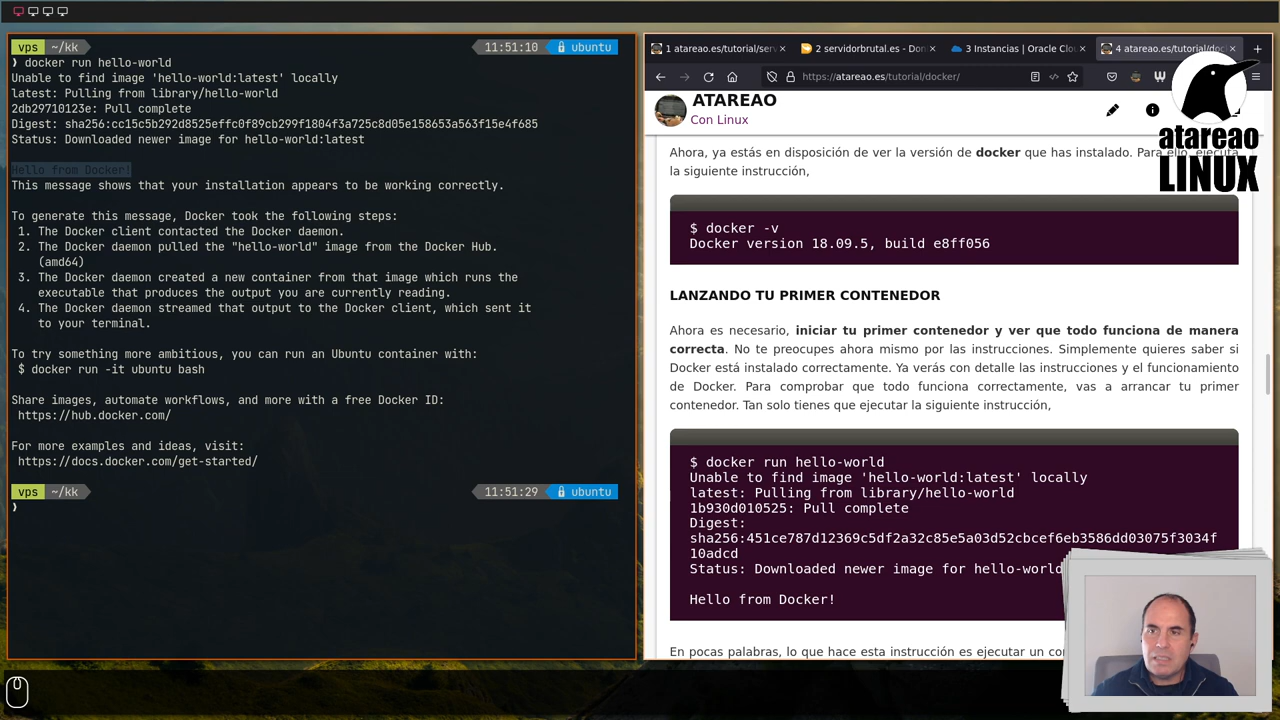 vps ~/kk 11:51:10 ubuntu
❯ docker run hello-world
Unable to find image 'hello-world:latest' locally
latest: Pulling from library/hello-world
2db29710123e: Pull complete
Digest: sha256:cc15c5b292d8525effc0f89cb299f1804f3a725c8d05e158653a563f15e4f685
Status: Downloaded newer image for hello-world:latest
Hello from Docker!
This message shows that your installation appears to be working correctly.
To generate this message, Docker took the following steps:
1. The Docker client contacted the Docker daemon.
2. The Docker daemon pulled the "hello-world" image from the Docker Hub.
(amd64)
3. The Docker daemon created a new container from that image which runs the
executable that produces the output you are currently reading.
4. The Docker daemon streamed that output to the Docker client, which sent it
to your terminal.
To try something more ambitious, you can run an Ubuntu container with:
$ docker run -it ubuntu bash
Share images, automate workflows, and more with a free Docker ID:
https://hub.docker.com/
For more examples and ideas, visit:
https://docs.docker.com/get-started/
vps ~/kk 11:51:29 ubuntu
❯
1 atareao.es/tutorial/serv
2 servidorbrutal.es - Don
3 Instancias | Oracle Clou
4 atareao.es/tutorial/doc
https://atareao.es/tutorial/docker/
ATAREAO
Con Linux
atareao
LINUX
Ahora, ya estás en disposición de ver la versión de docker que has instalado. Para ello, ejecuta
la siguiente instrucción,
$ docker -v
Docker version 18.09.5, build e8ff056
LANZANDO TU PRIMER CONTENEDOR
Ahora es necesario, iniciar tu primer contenedor y ver que todo funciona de manera
correcta. No te preocupes ahora mismo por las instrucciones. Simplemente quieres saber si
Docker está instalado correctamente. Ya verás con detalle las instrucciones y el funcionamiento
de Docker. Para comprobar que todo funciona correctamente, vas a arrancar tu primer
contenedor. Tan solo tienes que ejecutar la siguiente instrucción,
$ docker run hello-world
Unable to find image 'hello-world:latest' locally
latest: Pulling from library/hello-world
1b930d010525: Pull complete
Digest:
sha256:451ce787d12369c5df2a32c85e5a03d52cbcef6eb3586dd03075f3034f
10adcd
Status: Downloaded newer image for hello-world
Hello from Docker!
En pocas palabras, lo que hace esta instrucción es ejecutar un con